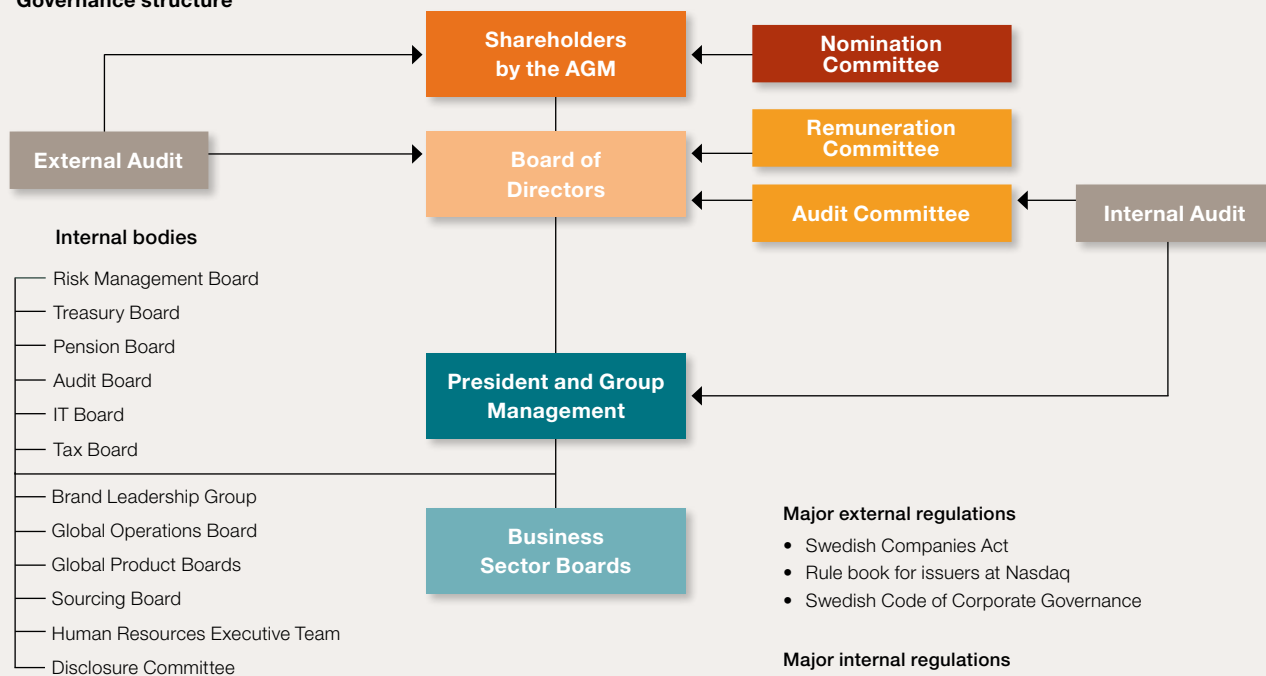 Governance structure
Shareholders
by the AGM
Nomination
Committee
External Audit
Board of
Directors
Remuneration
Committee
Audit Committee
Internal Audit
Internal bodies
Risk Management Board
Treasury Board
Pension Board
Audit Board
IT Board
Tax Board
Brand Leadership Group
Global Operations Board
Global Product Boards
Sourcing Board
Human Resources Executive Team
Disclosure Committee
President and Group
Management
Business
Sector Boards
Major external regulations
• Swedish Companies Act
• Rule book for issuers at Nasdaq
• Swedish Code of Corporate Governance
Major internal regulations